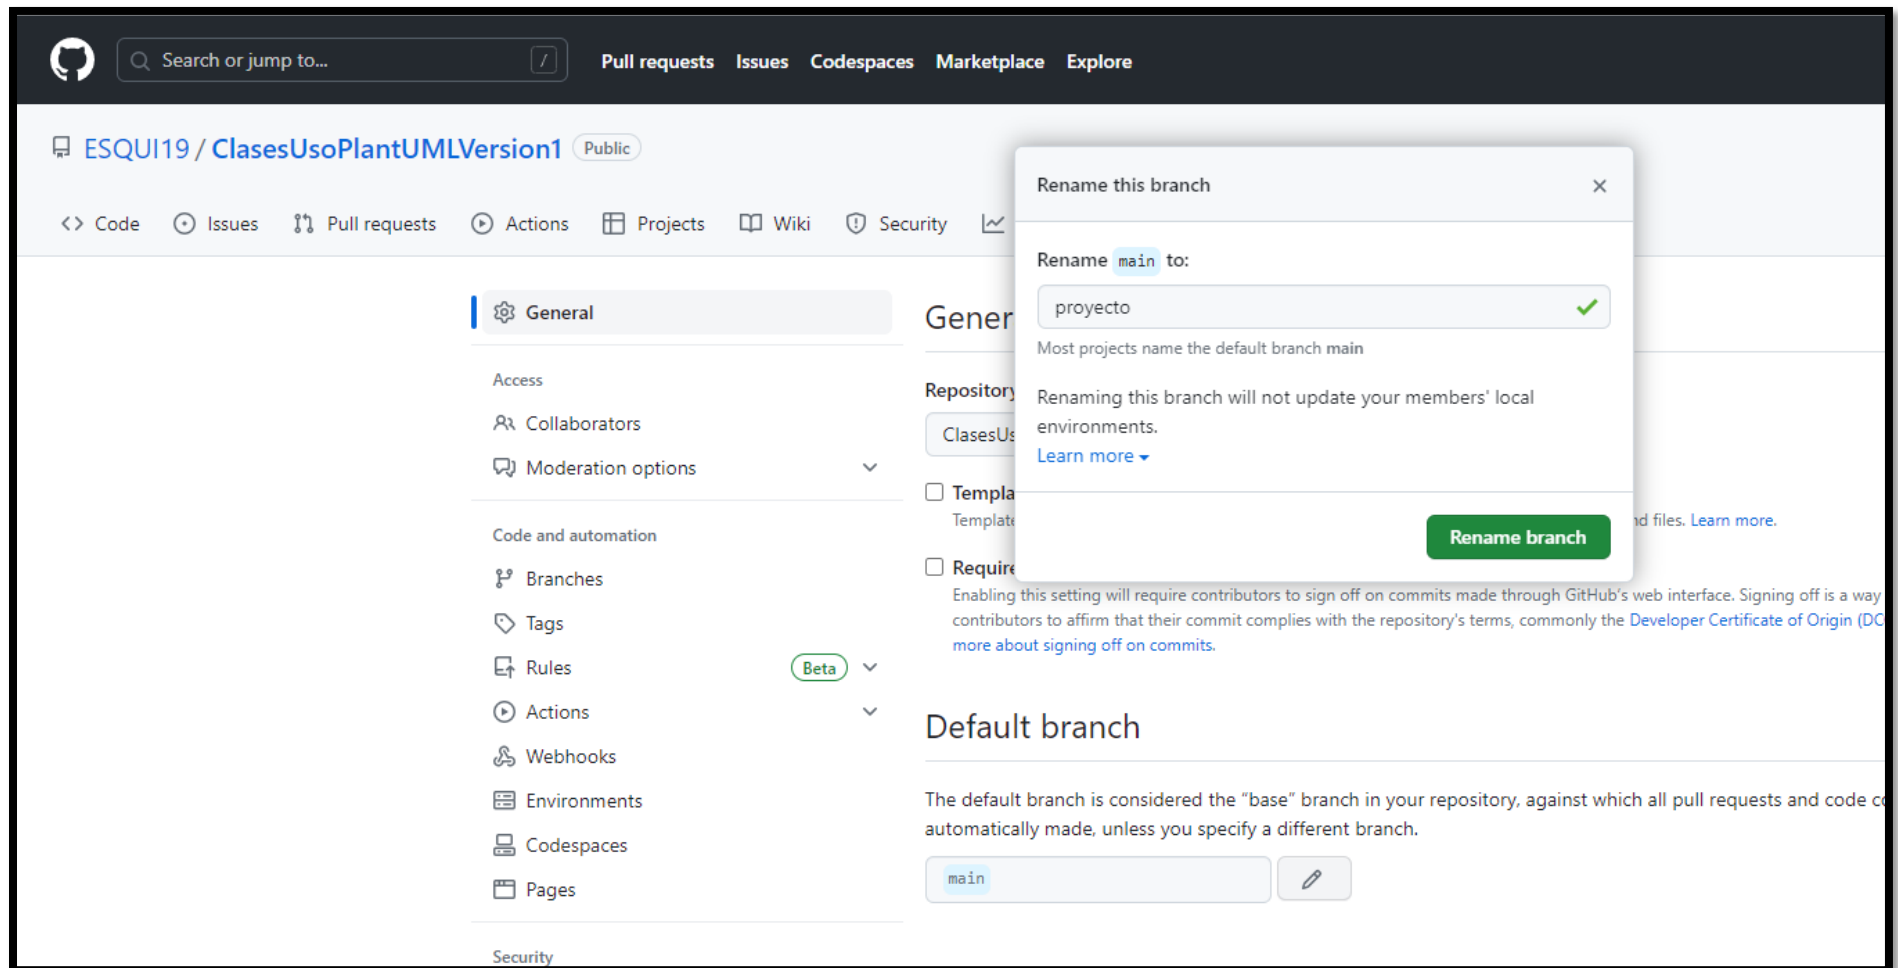 Search or jump to... /
Pull requests Issues Codespaces Marketplace Explore
ESQUI19 / ClasesUsoPlantUMLVersion1 Public
Code Issues Pull requests Actions Projects Wiki Security
General
Access
Collaborators
Moderation options
Code and automation
Branches
Tags
Rules Beta
Actions
Webhooks
Environments
Codespaces
Pages
Security
Gener
Repository
ClasesUs
Templa
Template
nd files. Learn more.
Require
Enabling this setting will require contributors to sign off on commits made through GitHub's web interface. Signing off is a way
contributors to affirm that their commit complies with the repository's terms, commonly the Developer Certificate of Origin (DC
more about signing off on commits.
Default branch
The default branch is considered the “base” branch in your repository, against which all pull requests and code co
automatically made, unless you specify a different branch.
main
Rename this branch
Rename main to:
proyecto
Most projects name the default branch main
Renaming this branch will not update your members' local
environments.
Learn more
Rename branch